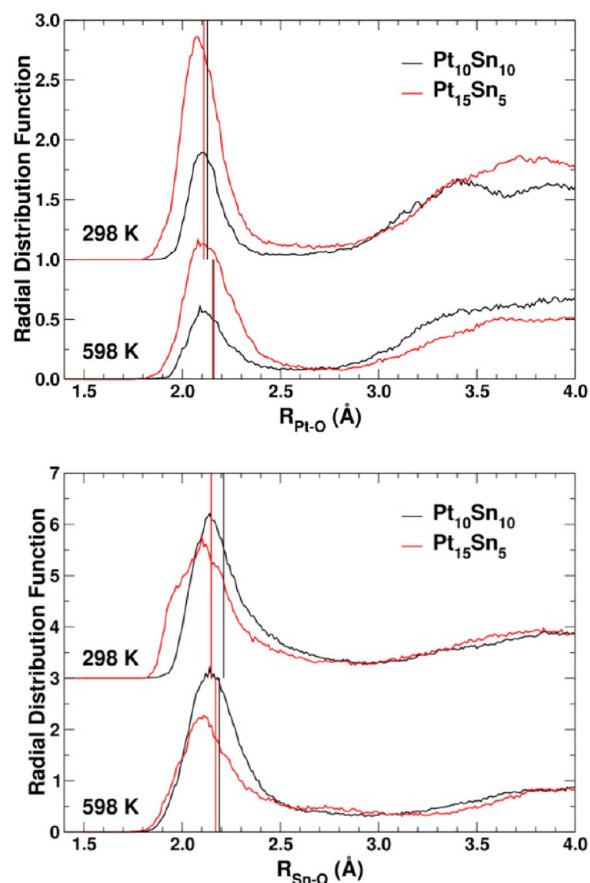 3.0
Pt10Sn10
Pt15Sn5
2.5
2.0
1.5
298 K
1.0
0.5
598 K
0.0
1.5 2.0 2.5 3.0 3.5 4.0
RPt-O (Å)
Radial Distribution Function
7
Pt10Sn10
Pt15Sn5
6
5
4
298 K
3
2
1
598 K
0
1.5 2.0 2.5 3.0 3.5 4.0
RSn-O (Å)
Radial Distribution Function